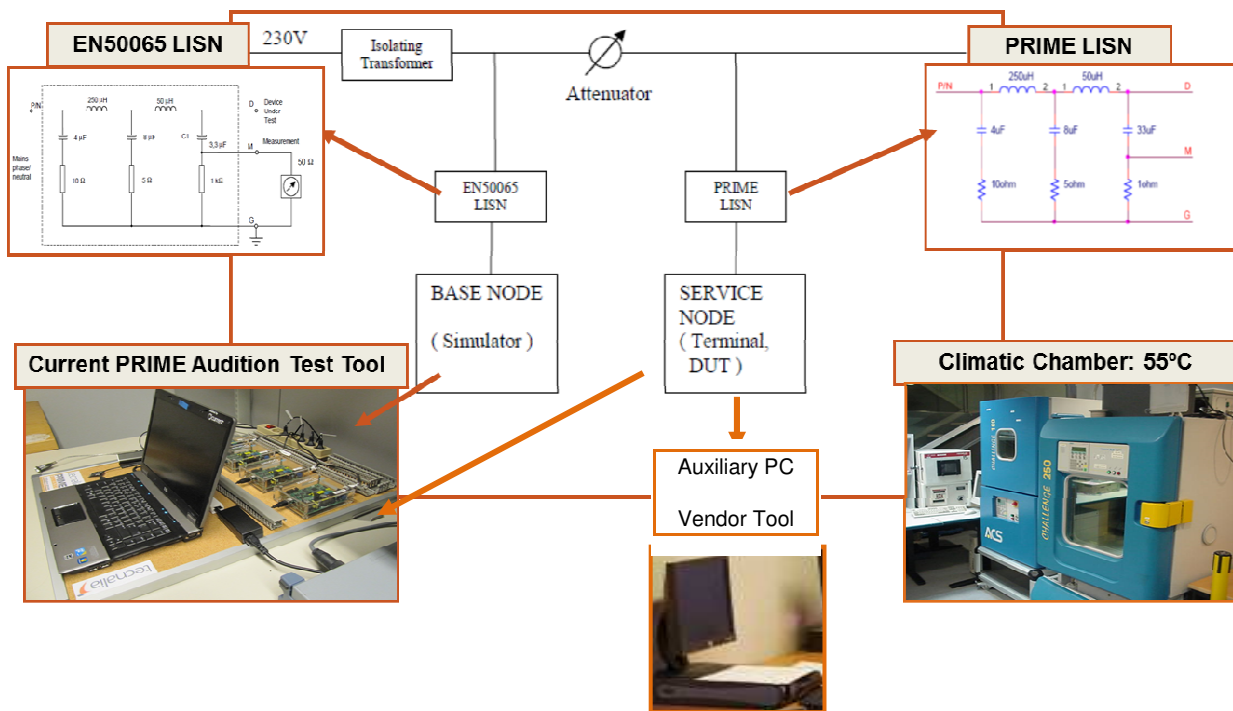 EN50065 LISN
230V
Isolating
Transformer
Attenuator
PRIME LISN
P/N
250 µH
50 µH
D
Device
Under
Test
4 µF
8 µF
C1
3,3 µF
M
Measurement
50 Ω
Mains
phase/
neutral
10 Ω
5 Ω
1 kΩ
G
EN50065
LISN
PRIME
LISN
P/N
1
250uH
2
1
50uH
2
D
4uF
8uF
33uF
M
10ohm
5ohm
1ohm
G
BASE NODE
( Simulator )
SERVICE
NODE
( Terminal,
DUT )
Current PRIME Audition Test Tool
Climatic Chamber: 55ºC
Auxiliary PC
Vendor Tool
tecnalia
ACS
CHALLENGE 250